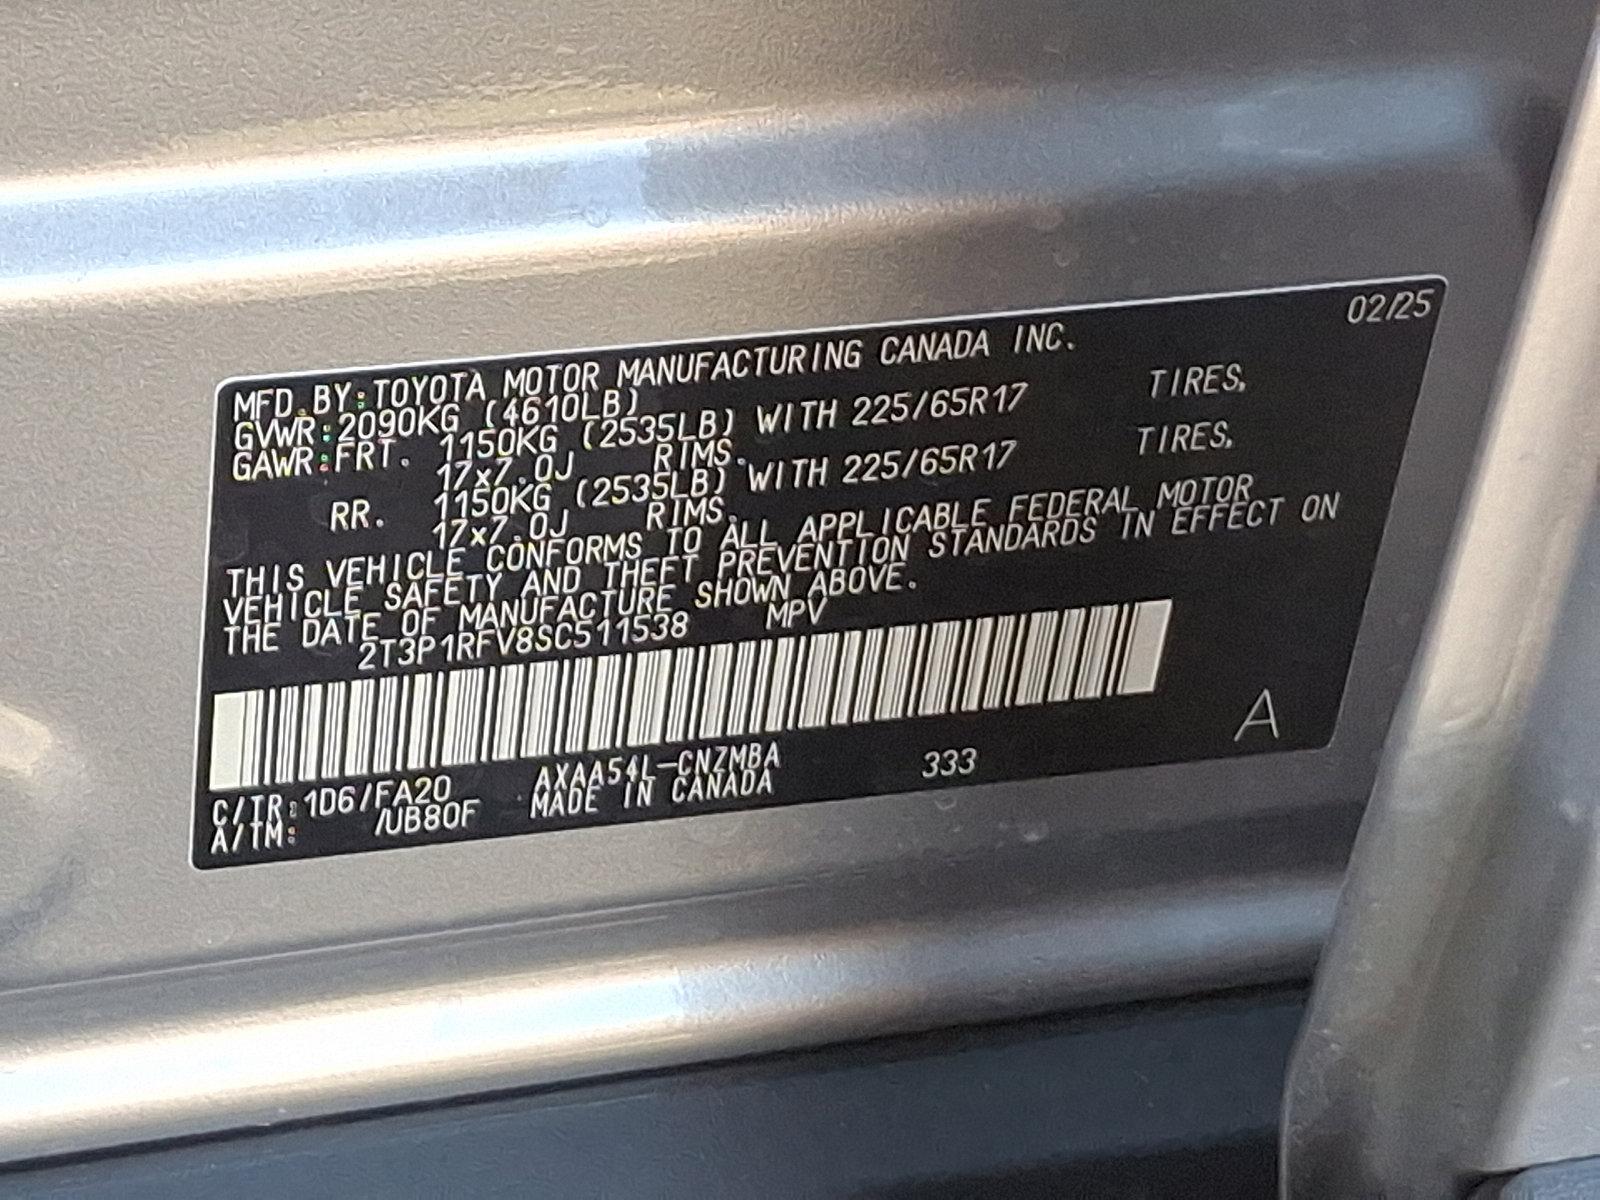 02/25
MFD.BY:TOYOTA MOTOR MANUFACTURING CANADA INC.
GVWR:2090KG (4610LB)
GAWR:FRT. 1150KG (2535LB) WITH 225/65R17 TIRES,
17x7.0J RIMS.
RR. 1150KG (2535LB) WITH 225/65R17 TIRES,
17x7.0J RIMS.
THIS VEHICLE CONFORMS TO ALL APPLICABLE FEDERAL MOTOR
VEHICLE SAFETY AND THEFT PREVENTION STANDARDS IN EFFECT ON
THE DATE OF MANUFACTURE SHOWN ABOVE.
2T3P1RFV8SC511538 MPV
A
C/TR:1D6/FA20 AXAA54L-CNZMBA 333
A/TM: /UB80F MADE IN CANADA